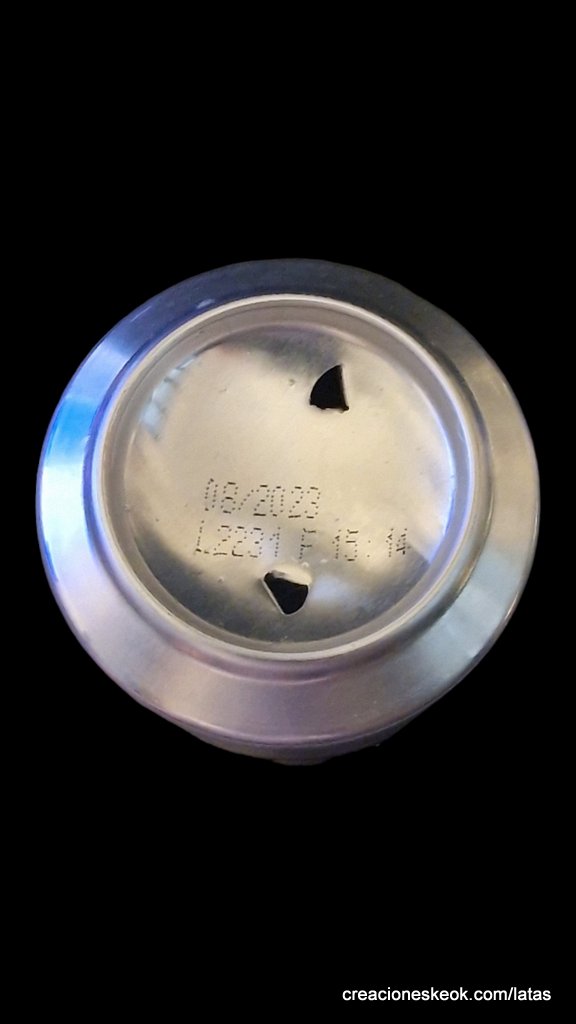 08/2023
L2231 F 15:14
creacioneskeok.com/latas